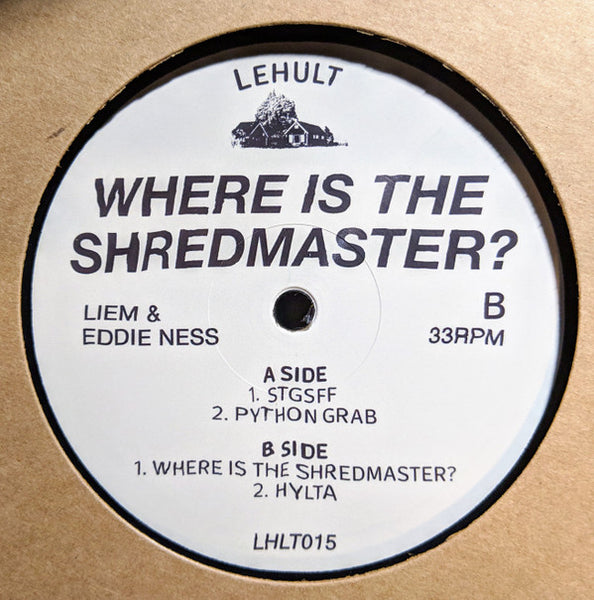 LEHULT
WHERE IS THE
SHREDMASTER?
LIEM &
EDDIE NESS
B
33RPM
A SIDE
1. STGSFF
2. PYTHON GRAB
B SIDE
1. WHERE IS THE SHREDMASTER?
2. HYLTA
LHLT015